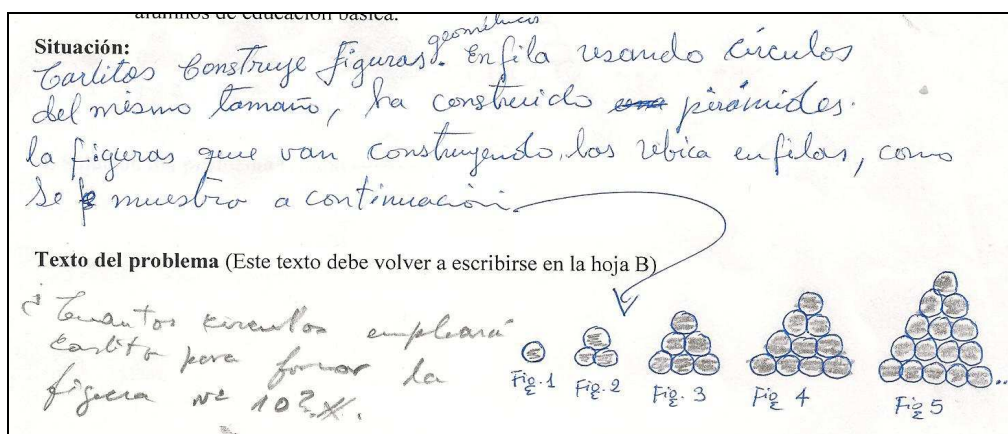 alumnos de educación básica.
Situación:
Carlitos construye figuras geométricas. En fila usando círculos
del mismo tamaño, ha construido una pirámides.
la figuras que van construyendo las ubica en filas, como
se muestro a continuación.
Texto del problema (Este texto debe volver a escribirse en la hoja B)
¿Cuantos circulos empleará
Carlito para formar la
figura Nº 10?
Fig. 1 Fig. 2 Fig. 3 Fig 4 Fig 5